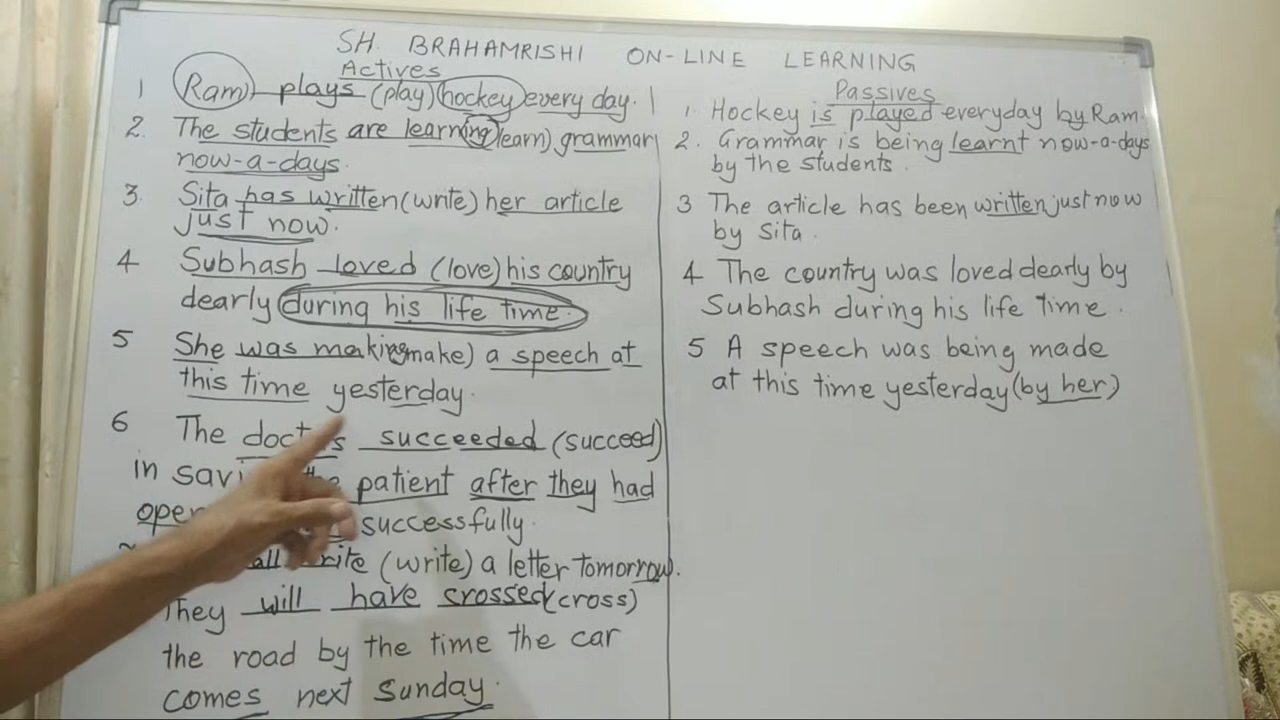 SH. BRAHAMRISHI ON-LINE LEARNING
Actives
1 Ram plays (play) hockey every day.
2. The students are learning (learn) grammar
now-a-days.
3. Sita has written (write) her article
just now.
4 Subhash loved (love) his country
dearly during his life time.
5 She was making (make) a speech at
this time yesterday.
6 The succeeded (succeed)
in patient after they had
successfully.
(write) a letter tomorrow.
They will have crossed (cross)
the road by the time the car
comes next Sunday.
Passives
1. Hockey is played everyday by Ram.
2. Grammar is being learnt now-a-days
by the students.
3 The article has been written just now
by Sita.
4 The country was loved dearly by
Subhash during his life time.
5 A speech was being made
at this time yesterday (by her)